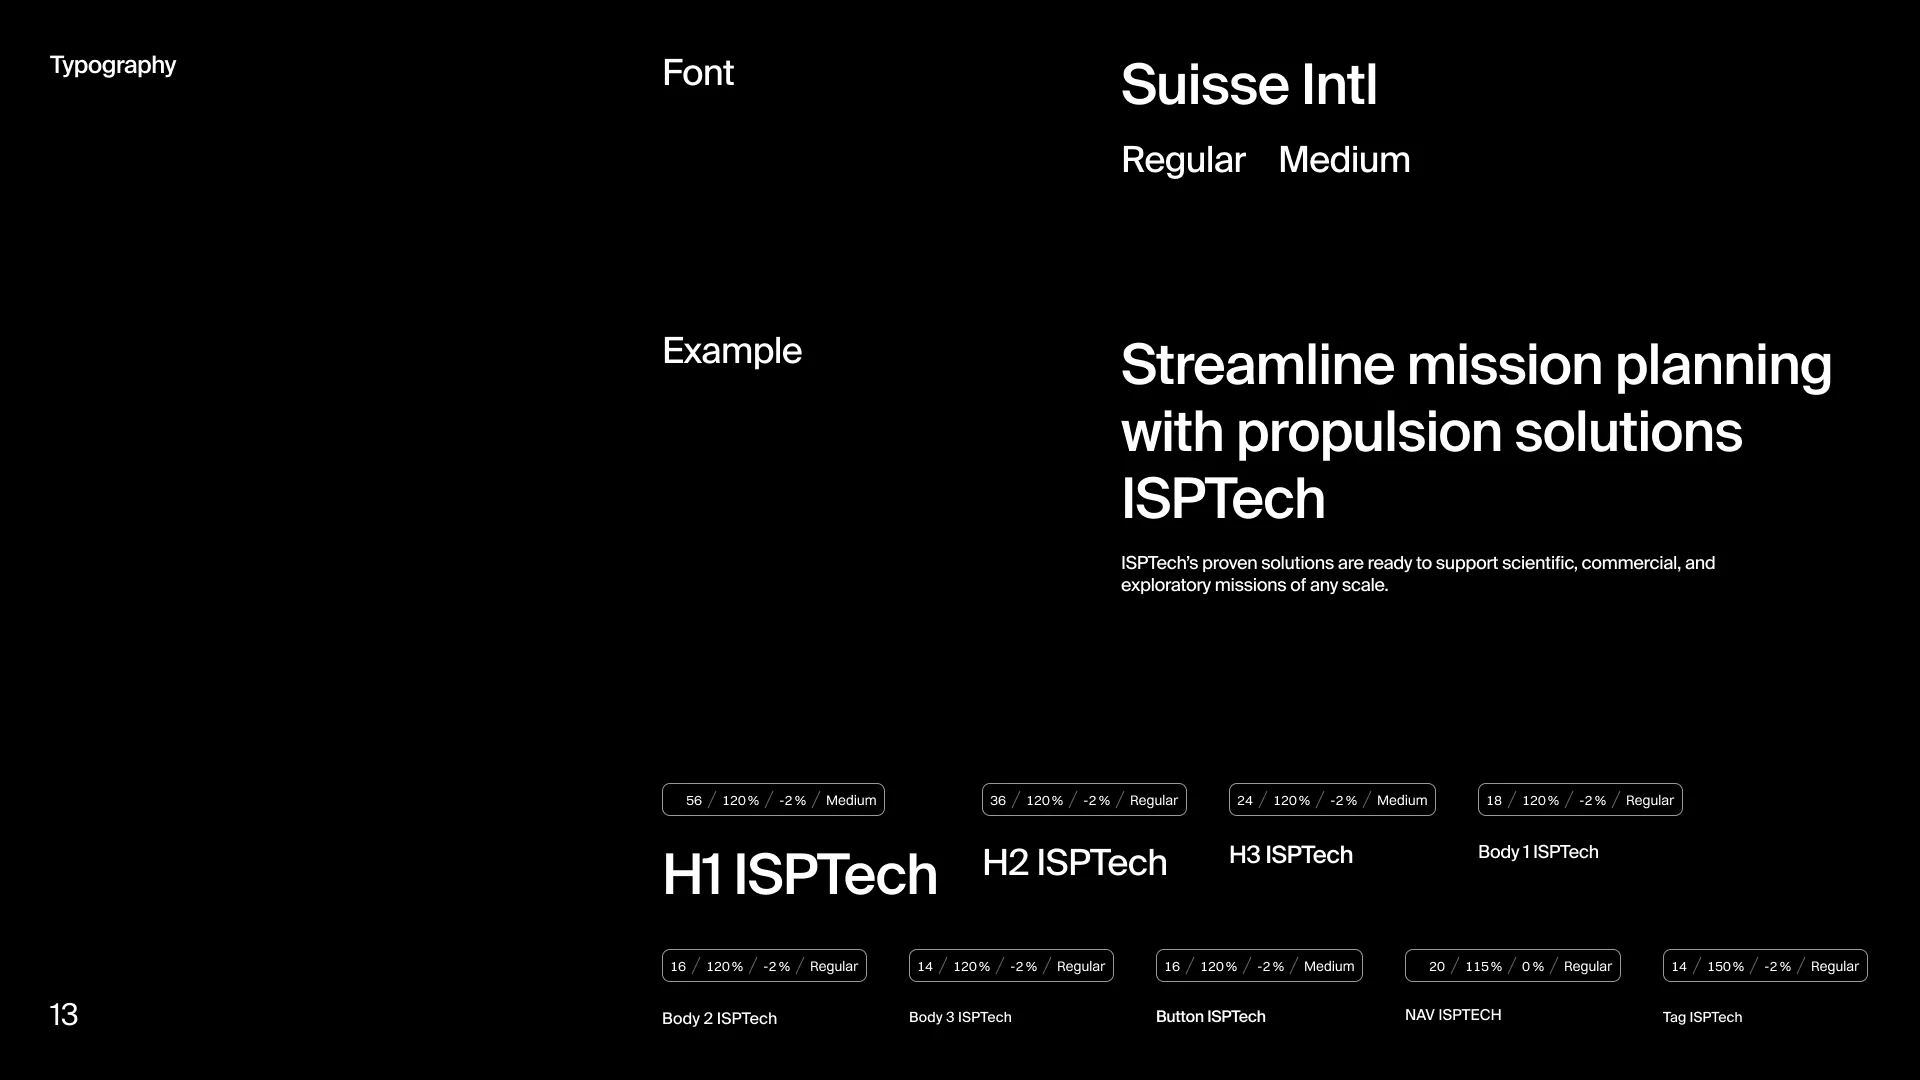 Typography
Font
Suisse Intl
Regular Medium
Example
Streamline mission planning
with propulsion solutions
ISPTech
ISPTech’s proven solutions are ready to support scientific, commercial, and
exploratory missions of any scale.
56 / 120% / -2% / Medium
H1 ISPTech
36 / 120% / -2% / Regular
H2 ISPTech
24 / 120% / -2% / Medium
H3 ISPTech
18 / 120% / -2% / Regular
Body 1 ISPTech
16 / 120% / -2% / Regular
Body 2 ISPTech
14 / 120% / -2% / Regular
Body 3 ISPTech
16 / 120% / -2% / Medium
Button ISPTech
20 / 115% / 0% / Regular
NAV ISPTECH
14 / 150% / -2% / Regular
Tag ISPTech
13